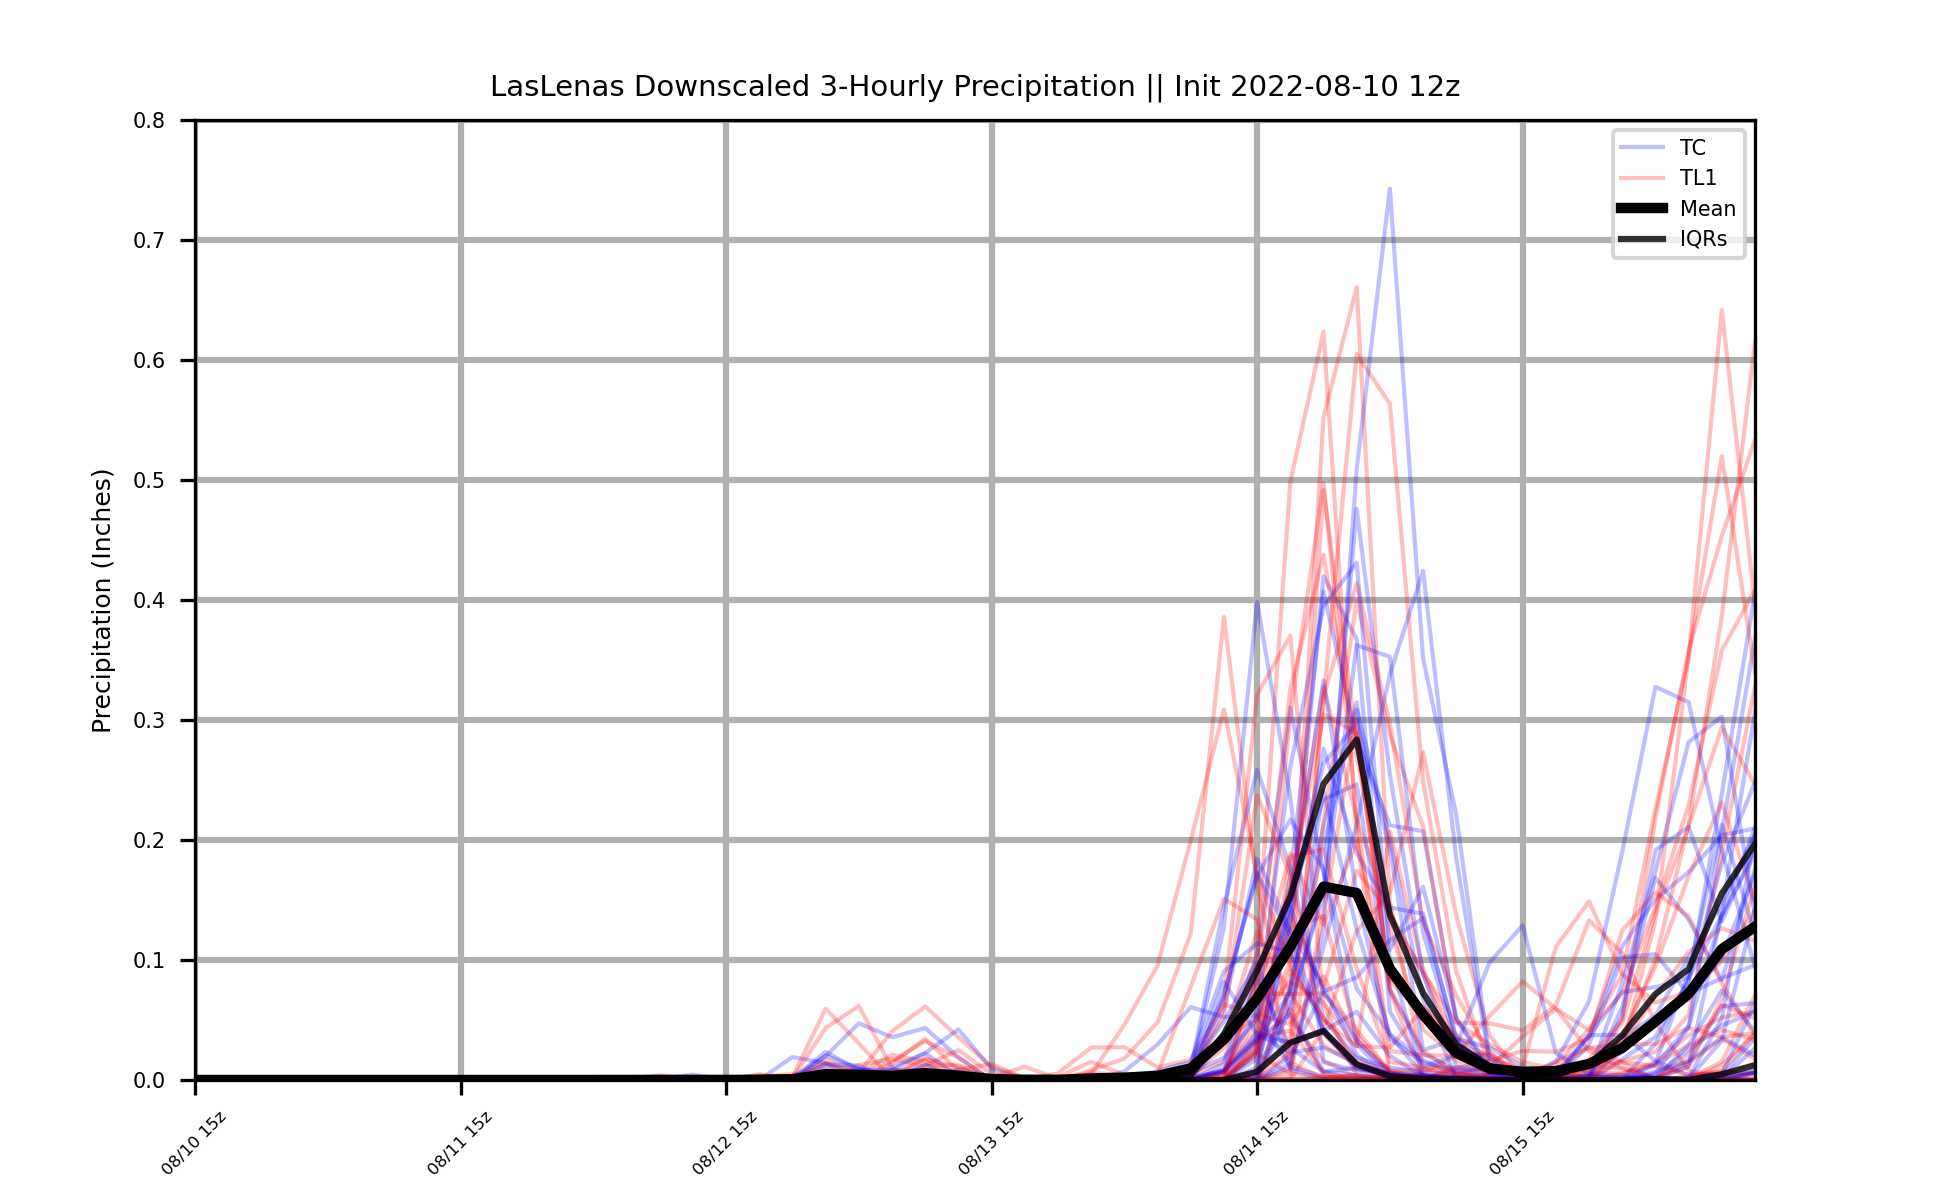 LasLenas Downscaled 3-Hourly Precipitation || Init 2022-08-10 12z
TC
TL1
Mean
IQRs
Precipitation (Inches)
0.8
0.7
0.6
0.5
0.4
0.3
0.2
0.1
0.0
08/10 15z
08/11 15z
08/12 15z
08/13 15z
08/14 15z
08/15 15z